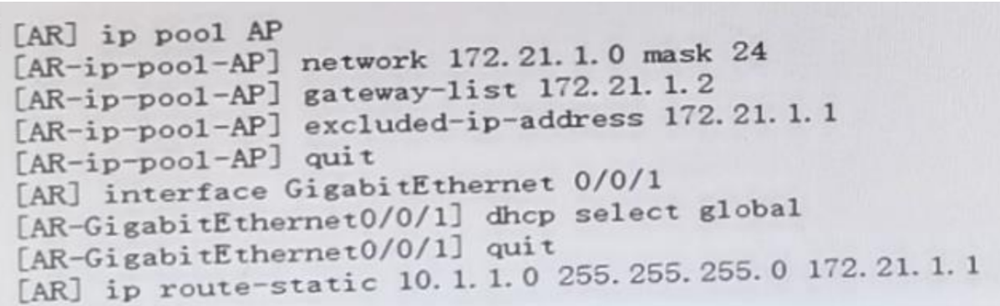 [AR] ip pool AP
[AR-ip-pool-AP] network 172.21.1.0 mask 24
[AR-ip-pool-AP] gateway-list 172.21.1.2
[AR-ip-pool-AP] excluded-ip-address 172.21.1.1
[AR-ip-pool-AP] quit
[AR] interface GigabitEthernet 0/0/1
[AR-GigabitEthernet0/0/1] dhcp select global
[AR-GigabitEthernet0/0/1] quit
[AR] ip route-static 10.1.1.0 255.255.255.0 172.21.1.1